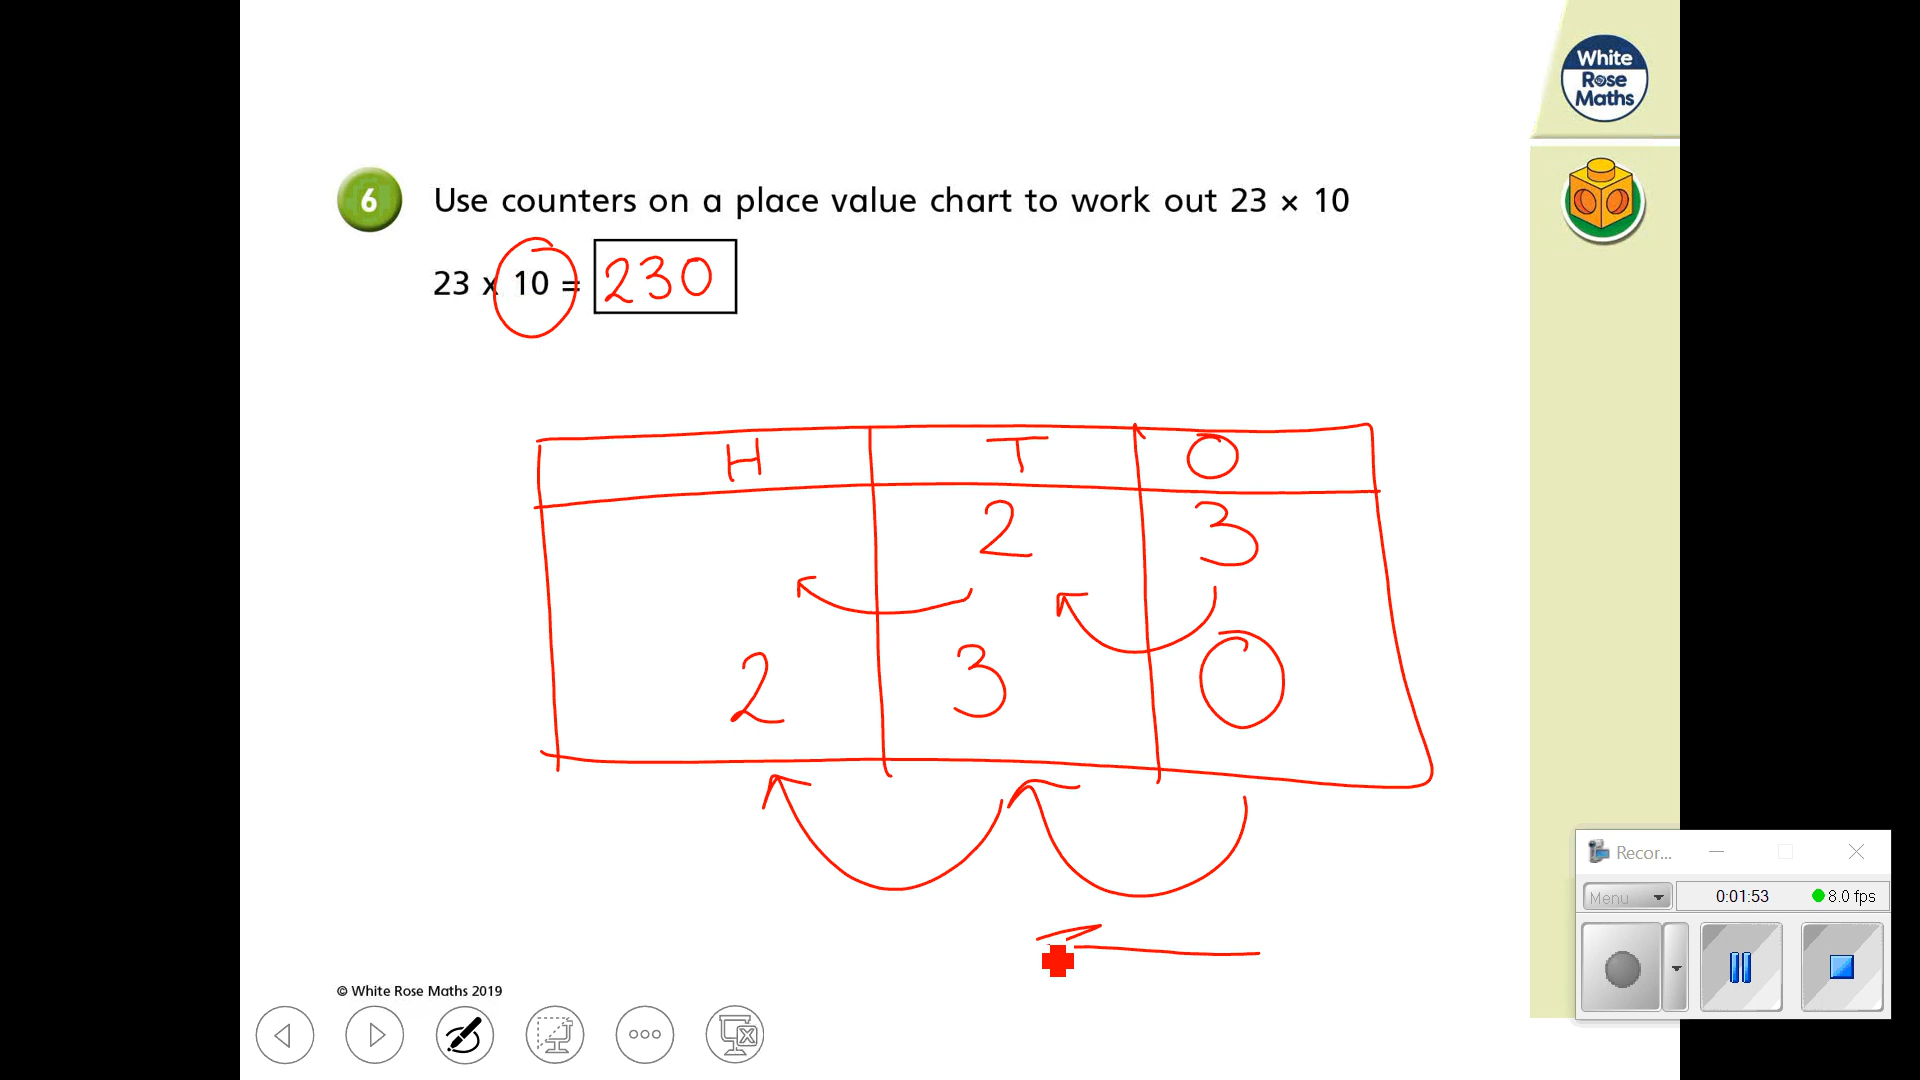 White
Rose
Maths
6 Use counters on a place value chart to work out 23 × 10
23 x 10 = 230
H T O
2 3
2 3 0
Recor...
Menu 0:01:53 8.0 fps
© White Rose Maths 2019